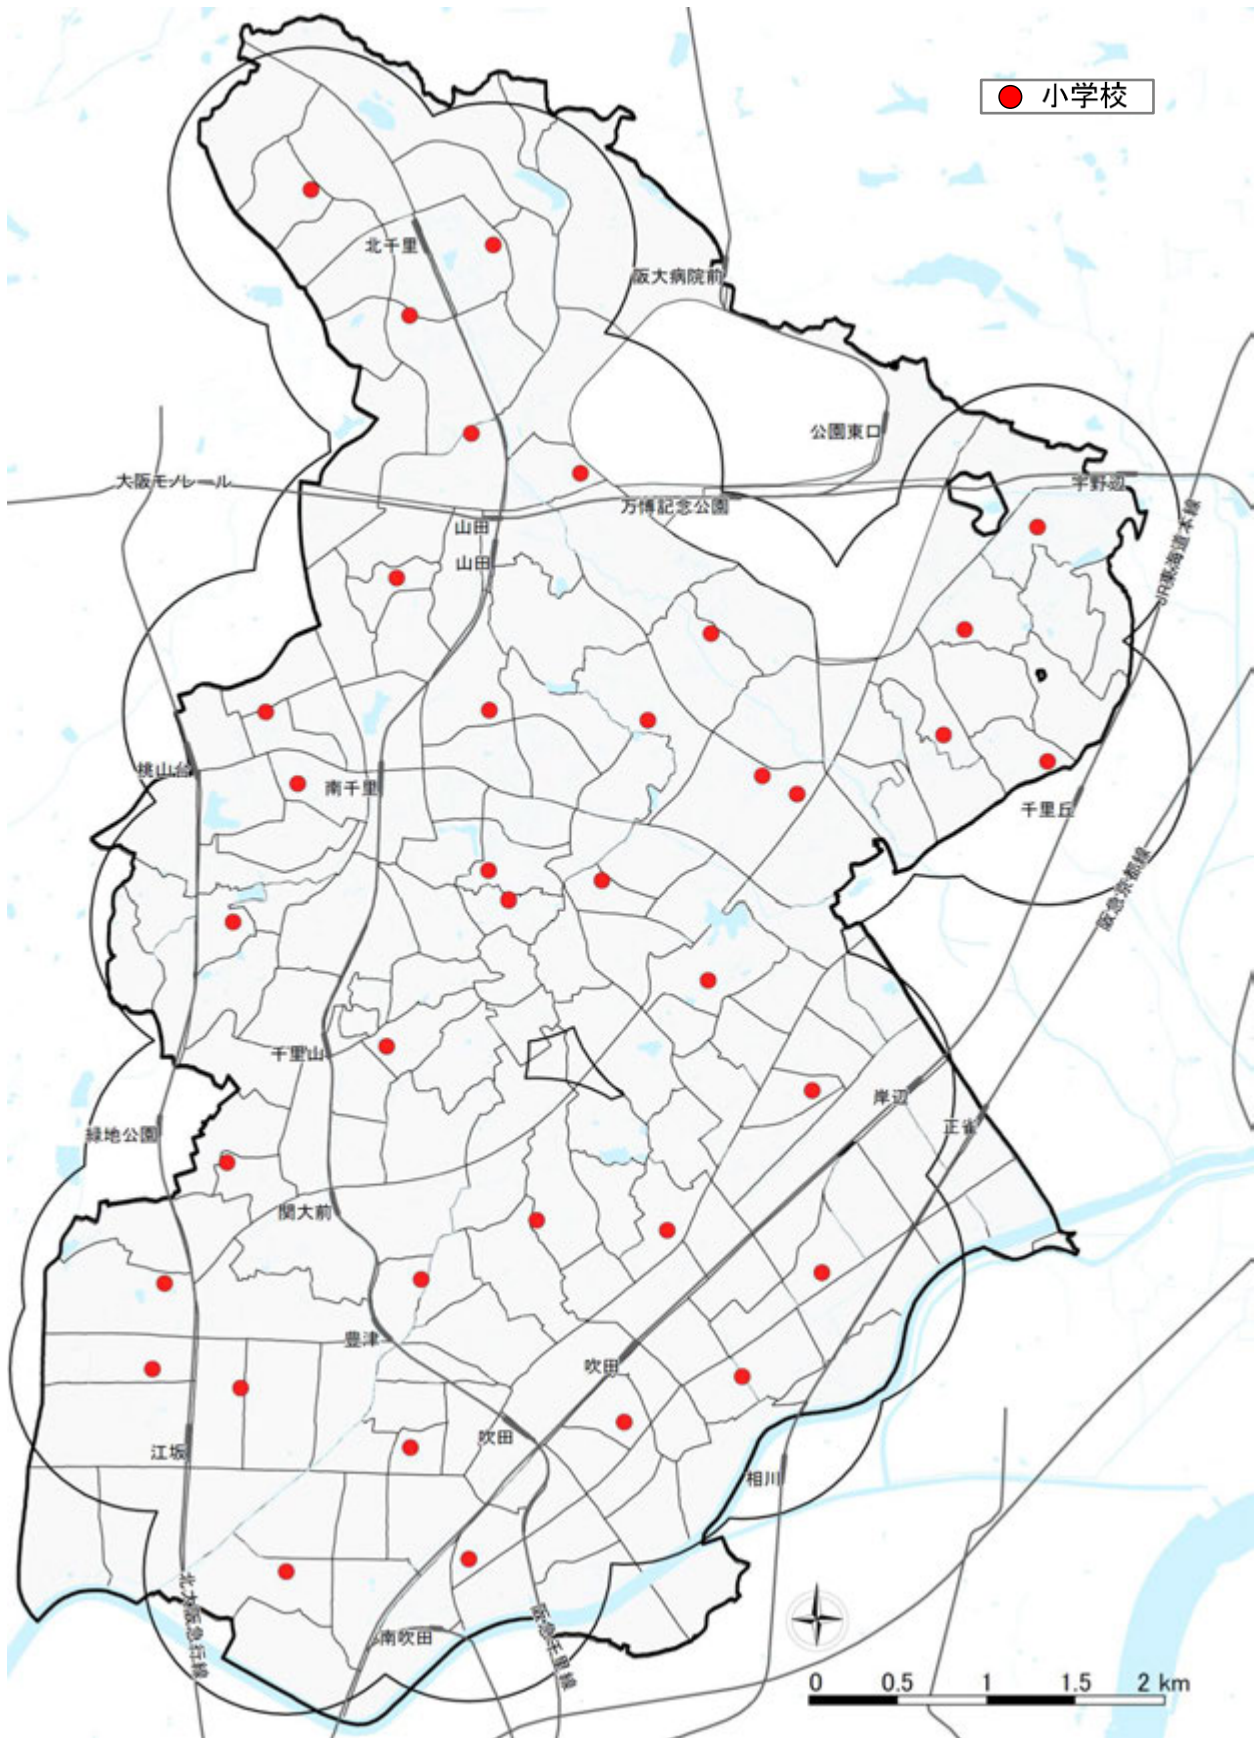 小学校
北千里
阪大病院前
公園東口
大阪モノレール
宇野辺
万博記念公園
山田
山田
JR東海道本線
桃山台
南千里
千里丘
阪急京都線
千里山
岸辺
緑地公園
正雀
関大前
豊津
吹田
吹田
江坂
相川
北大阪急行線
阪急千里線
南吹田
0 0.5 1 1.5 2 km